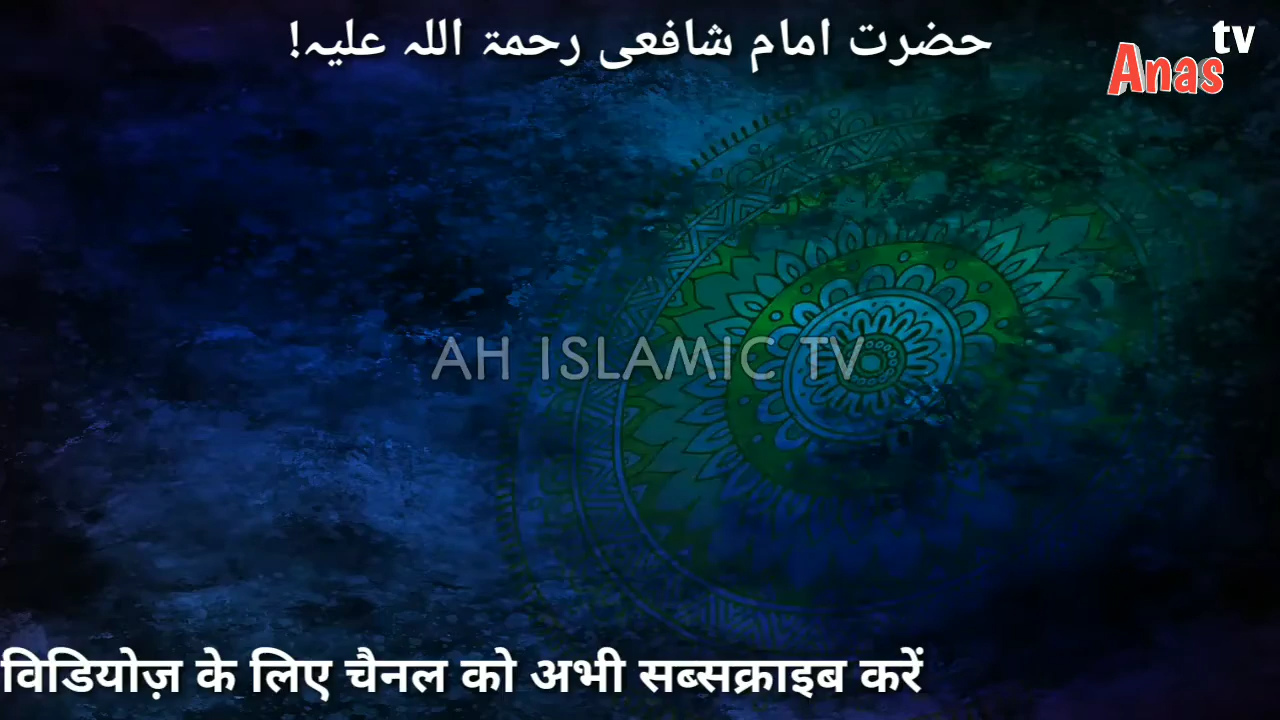 حضرت امام شافعی رحمۃ اللہ علیہ!
tv
Anas
AH ISLAMIC TV
विडियोज़ के लिए चैनल को अभी सब्सक्राइब करें